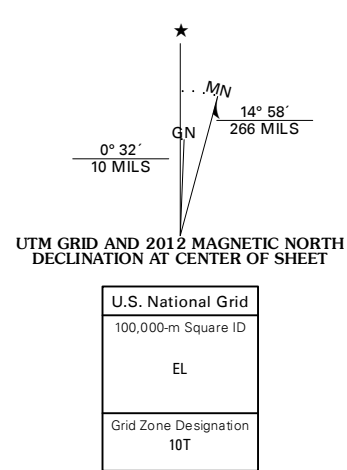 ★
MN
GN
14° 58´
266 MILS
0° 32´
10 MILS
UTM GRID AND 2012 MAGNETIC NORTH
DECLINATION AT CENTER OF SHEET
U.S. National Grid
100,000-m Square ID
EL
Grid Zone Designation
10T